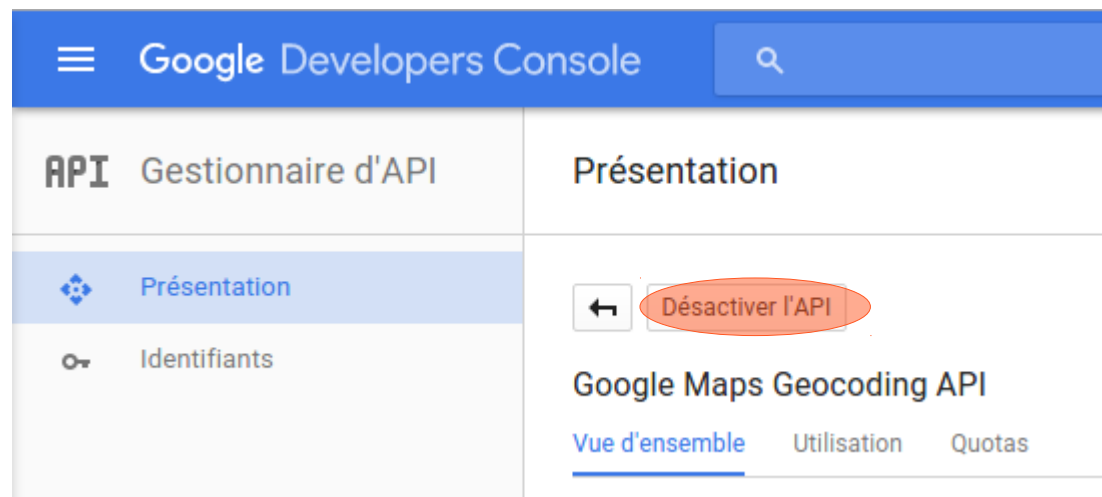 Google Developers Console
API Gestionnaire d'API
Présentation
Présentation
Identifiants
Désactiver l'API
Google Maps Geocoding API
Vue d'ensemble Utilisation Quotas